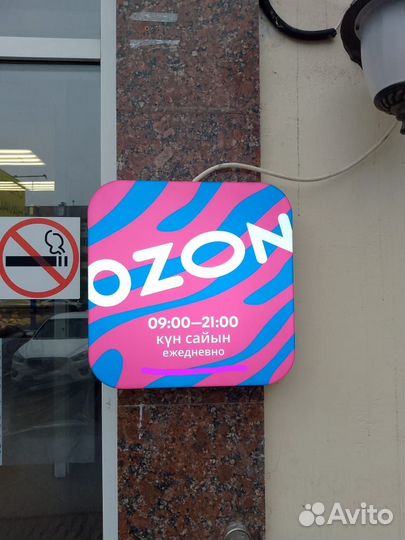 OZON
09:00—21:00
күн сайын
ежедневно
Avito